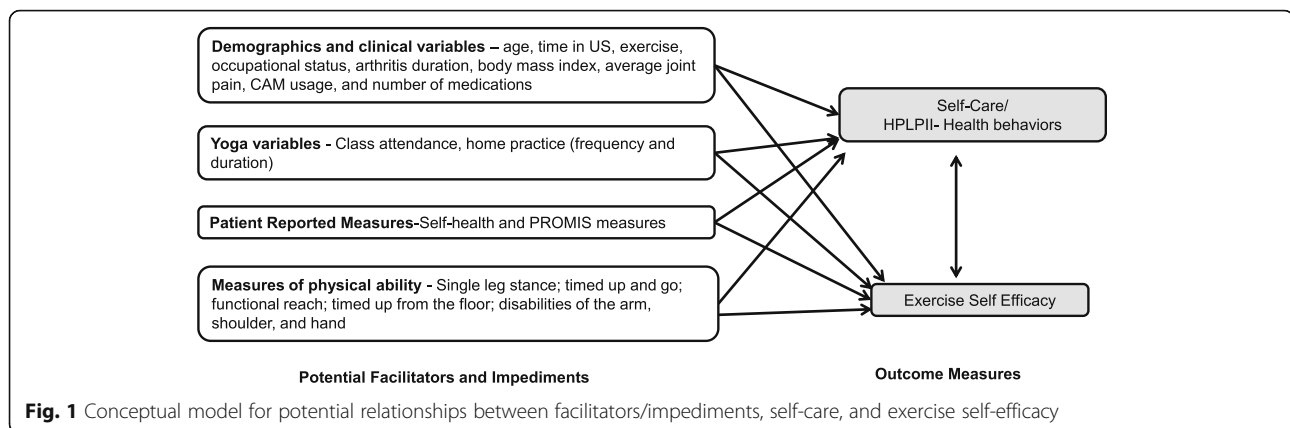 Demographics and clinical variables – age, time in US, exercise,
occupational status, arthritis duration, body mass index, average joint
pain, CAM usage, and number of medications
Yoga variables - Class attendance, home practice (frequency and
duration)
Patient Reported Measures-Self-health and PROMIS measures
Measures of physical ability - Single leg stance; timed up and go;
functional reach; timed up from the floor; disabilities of the arm,
shoulder, and hand
Potential Facilitators and Impediments
Self-Care/
HPLPII- Health behaviors
Exercise Self Efficacy
Outcome Measures
Fig. 1 Conceptual model for potential relationships between facilitators/impediments, self-care, and exercise self-efficacy